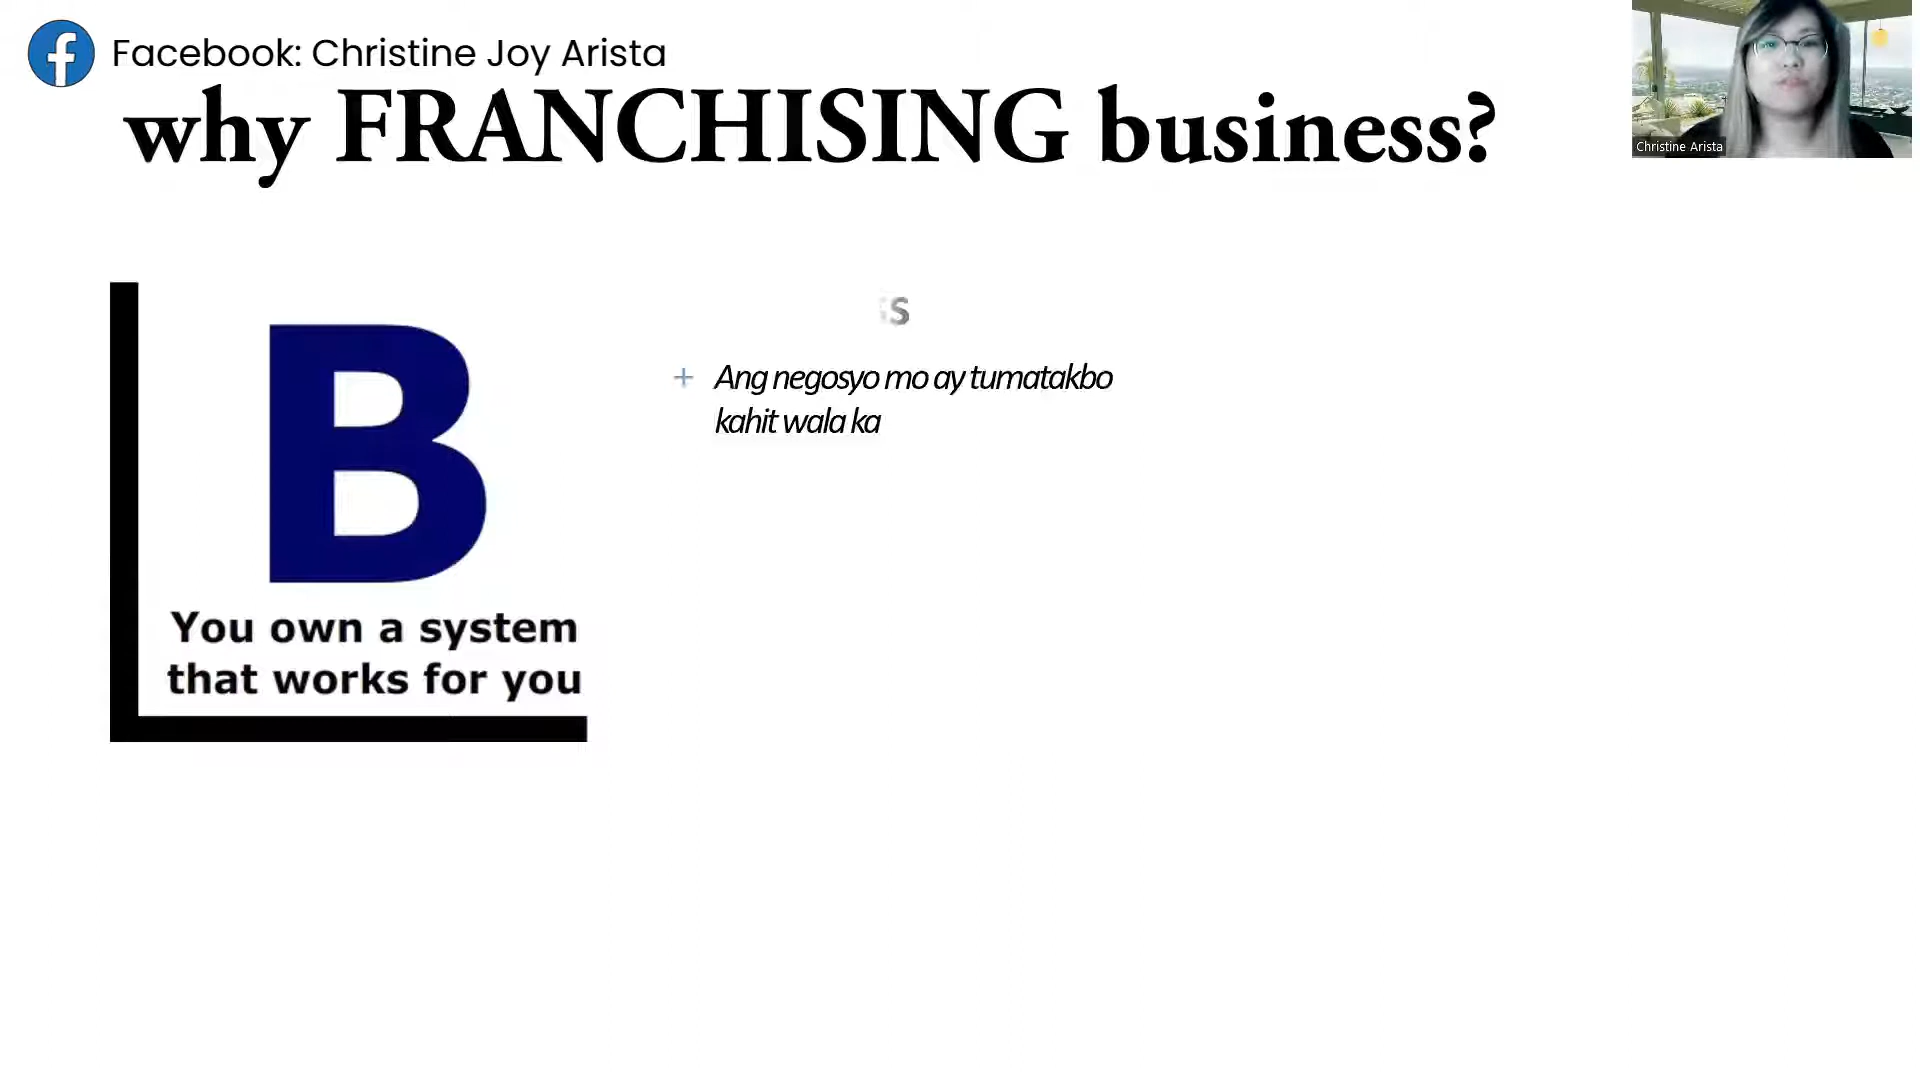 Facebook: Christine Joy Arista
why FRANCHISING business?
Christine Arista
B
You own a system
that works for you
+ Ang negosyo mo ay tumatakbo
kahit wala ka